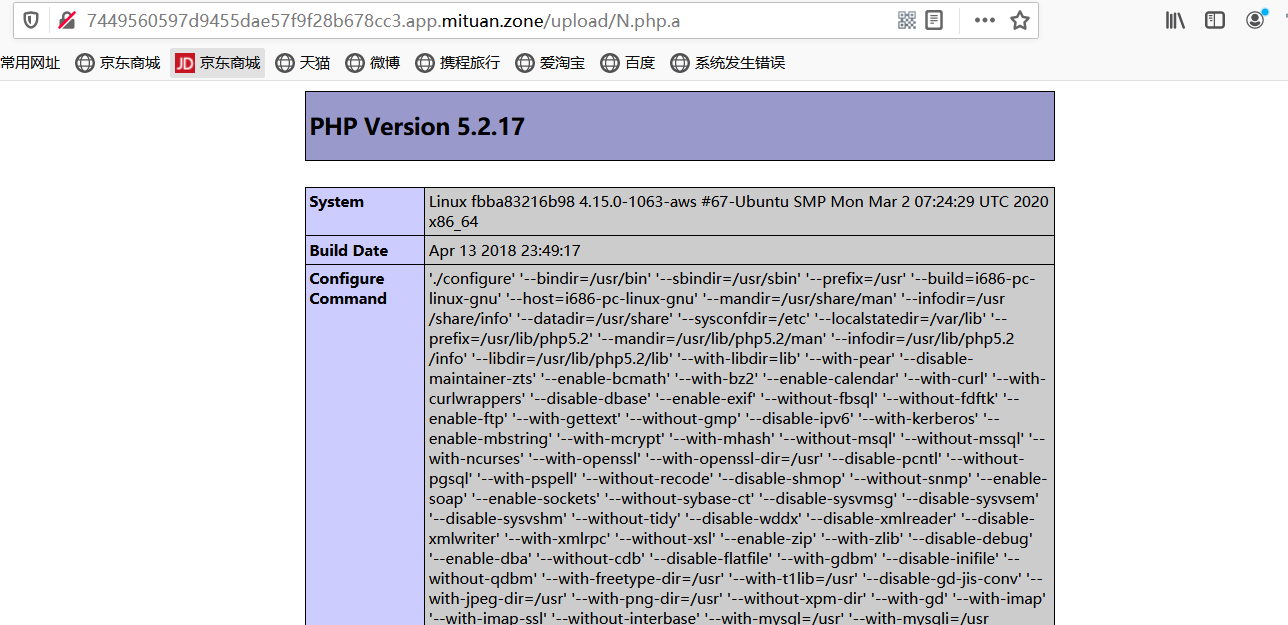 7449560597d9455dae57f9f28b678cc3.app.mituan.zone/upload/N.php.a
常用网址 京东商城 JD 京东商城 天猫 微博 携程旅行 爱淘宝 百度 系统发生错误
PHP Version 5.2.17
System Linux fbba83216b98 4.15.0-1063-aws #67-Ubuntu SMP Mon Mar 2 07:24:29 UTC 2020
x86_64
Build Date Apr 13 2018 23:49:17
Configure './configure' '--bindir=/usr/bin' '--sbindir=/usr/sbin' '--prefix=/usr' '--build=i686-pc-
Command linux-gnu' '--host=i686-pc-linux-gnu' '--mandir=/usr/share/man' '--infodir=/usr
/share/info' '--datadir=/usr/share' '--sysconfdir=/etc' '--localstatedir=/var/lib' '--
prefix=/usr/lib/php5.2' '--mandir=/usr/lib/php5.2/man' '--infodir=/usr/lib/php5.2
/info' '--libdir=/usr/lib/php5.2/lib' '--with-libdir=lib' '--with-pear' '--disable-
maintainer-zts' '--enable-bcmath' '--with-bz2' '--enable-calendar' '--with-curl' '--with-
curlwrappers' '--disable-dbase' '--enable-exif' '--without-fbsql' '--without-fdftk' '--
enable-ftp' '--with-gettext' '--without-gmp' '--disable-ipv6' '--with-kerberos' '--
enable-mbstring' '--with-mcrypt' '--with-mhash' '--without-msql' '--without-mssql' '--
with-ncurses' '--with-openssl' '--with-openssl-dir=/usr' '--disable-pcntl' '--without-
pgsql' '--with-pspell' '--without-recode' '--disable-shmop' '--without-snmp' '--enable-
soap' '--enable-sockets' '--without-sybase-ct' '--disable-sysvmsg' '--disable-sysvsem'
'--disable-sysvshm' '--without-tidy' '--disable-wddx' '--disable-xmlreader' '--disable-
xmlwriter' '--with-xmlrpc' '--without-xsl' '--enable-zip' '--with-zlib' '--disable-debug'
'--enable-dba' '--without-cdb' '--disable-flatfile' '--with-gdbm' '--disable-inifile' '--
without-qdbm' '--with-freetype-dir=/usr' '--with-t1lib=/usr' '--disable-gd-jis-conv' '--
with-jpeg-dir=/usr' '--with-png-dir=/usr' '--without-xpm-dir' '--with-gd' '--with-imap'
'--with-imap-ssl' '--without-interbase' '--with-mysql=/usr' '--with-mysqli=/usr